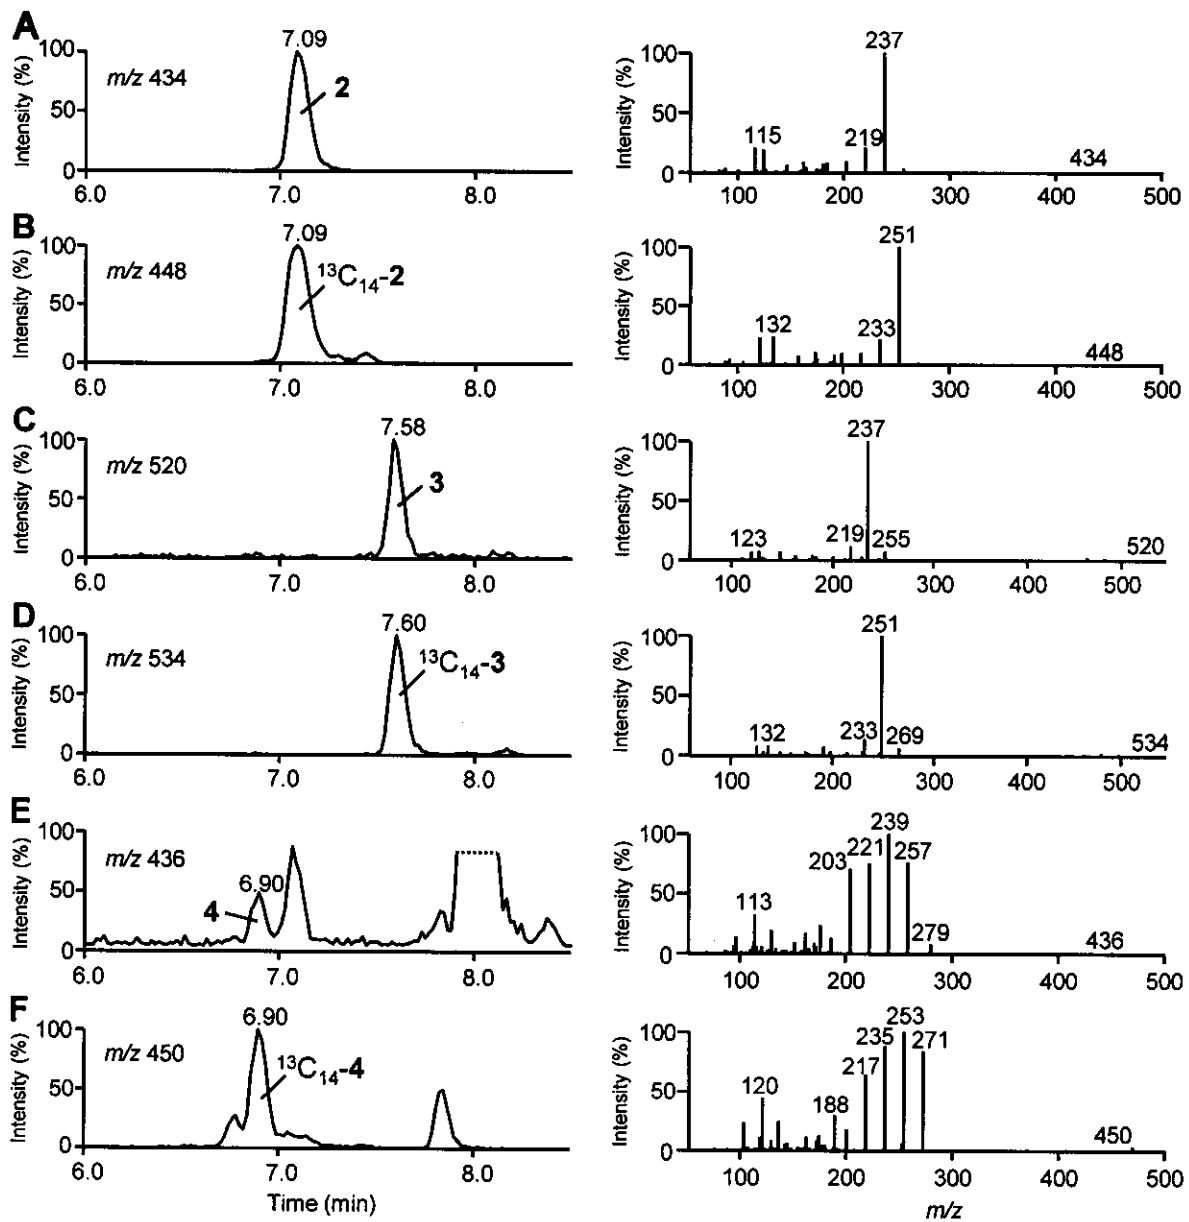 A
Intensity (%)
100
50
0
m/z 434
7.09
2
6.0 7.0 8.0
Intensity (%)
100
50
0
237
115
219
434
100 200 300 400 500
B
Intensity (%)
100
50
0
m/z 448
7.09
¹³C₁₄-2
6.0 7.0 8.0
Intensity (%)
100
50
0
251
132
233
448
100 200 300 400 500
C
Intensity (%)
100
50
0
m/z 520
7.58
3
6.0 7.0 8.0
Intensity (%)
100
50
0
237
123
219
255
520
100 200 300 400 500
D
Intensity (%)
100
50
0
m/z 534
7.60
¹³C₁₄-3
6.0 7.0 8.0
Intensity (%)
100
50
0
251
132
233
269
534
100 200 300 400 500
E
Intensity (%)
100
50
0
m/z 436
6.90
4
6.0 7.0 8.0
Intensity (%)
100
50
0
239
203
221
257
113
279
436
100 200 300 400 500
F
Intensity (%)
100
50
0
m/z 450
6.90
¹³C₁₄-4
6.0 7.0 8.0
Time (min)
Intensity (%)
100
50
0
253
235
271
217
120
188
450
100 200 300 400 500
m/z